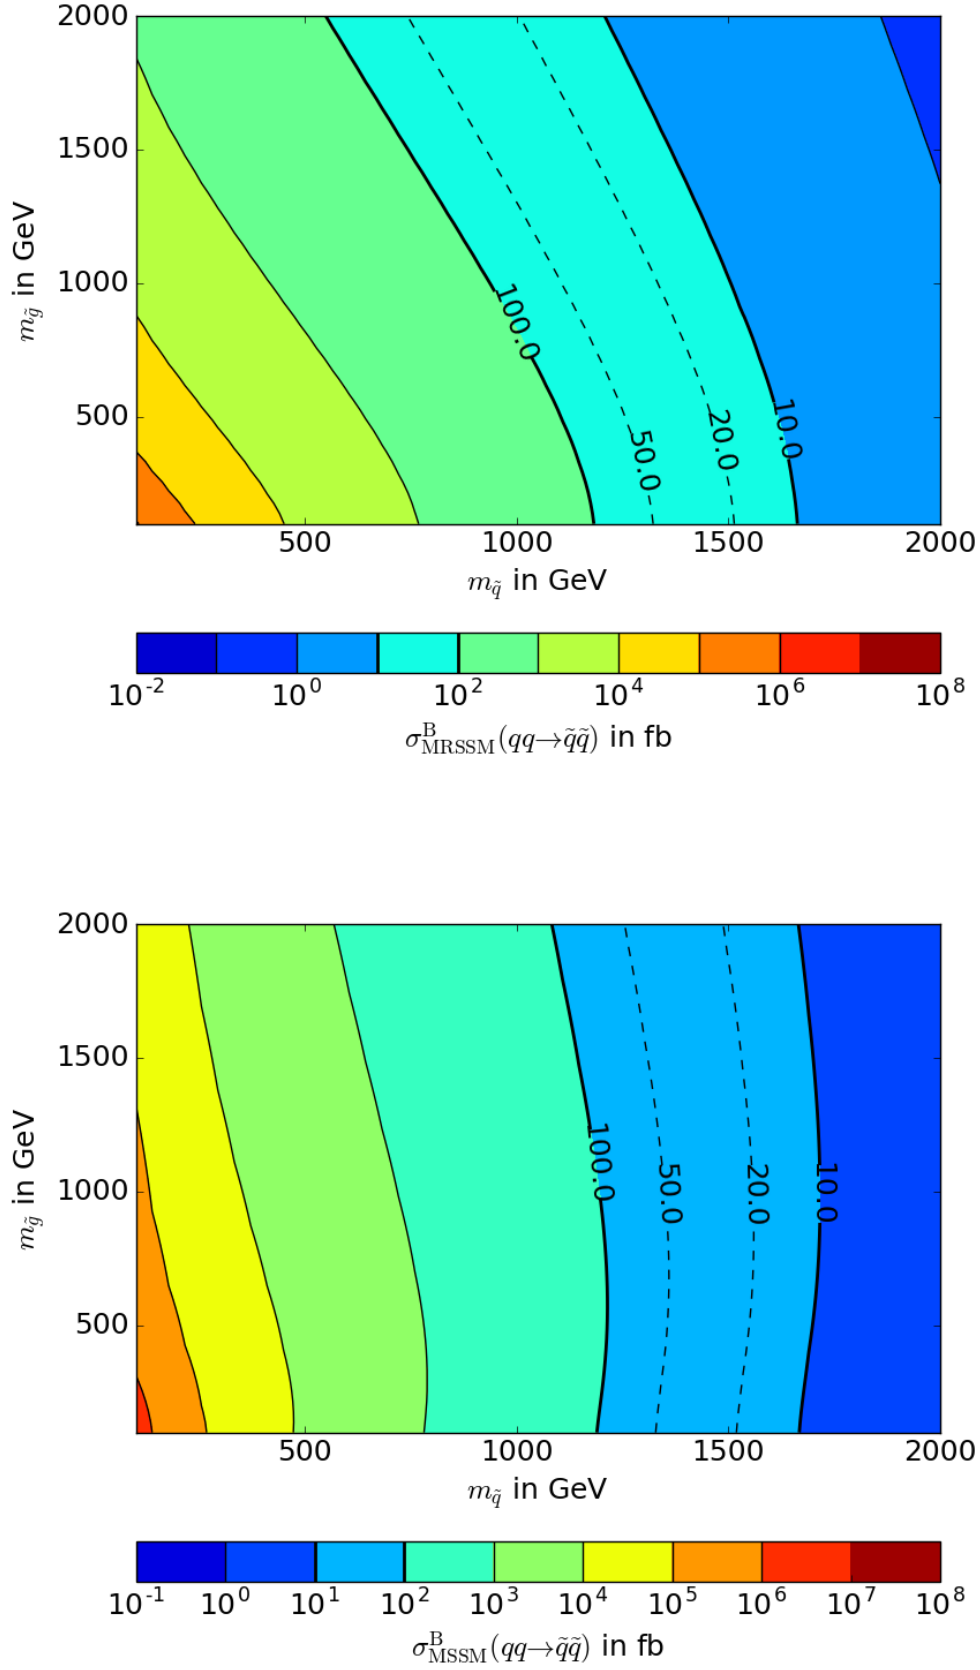 2000
1500
1000
500
m_g̃ in GeV
100.0
50.0
20.0
10.0
500 1000 1500 2000
m_q̃ in GeV
10^-2 10^0 10^2 10^4 10^6 10^8
σ^B_MRSSM(qq→q̃q̃) in fb
2000
1500
1000
500
m_g̃ in GeV
100.0
50.0
20.0
10.0
500 1000 1500 2000
m_q̃ in GeV
10^-1 10^0 10^1 10^2 10^3 10^4 10^5 10^6 10^7 10^8
σ^B_MSSM(qq→q̃q̃) in fb